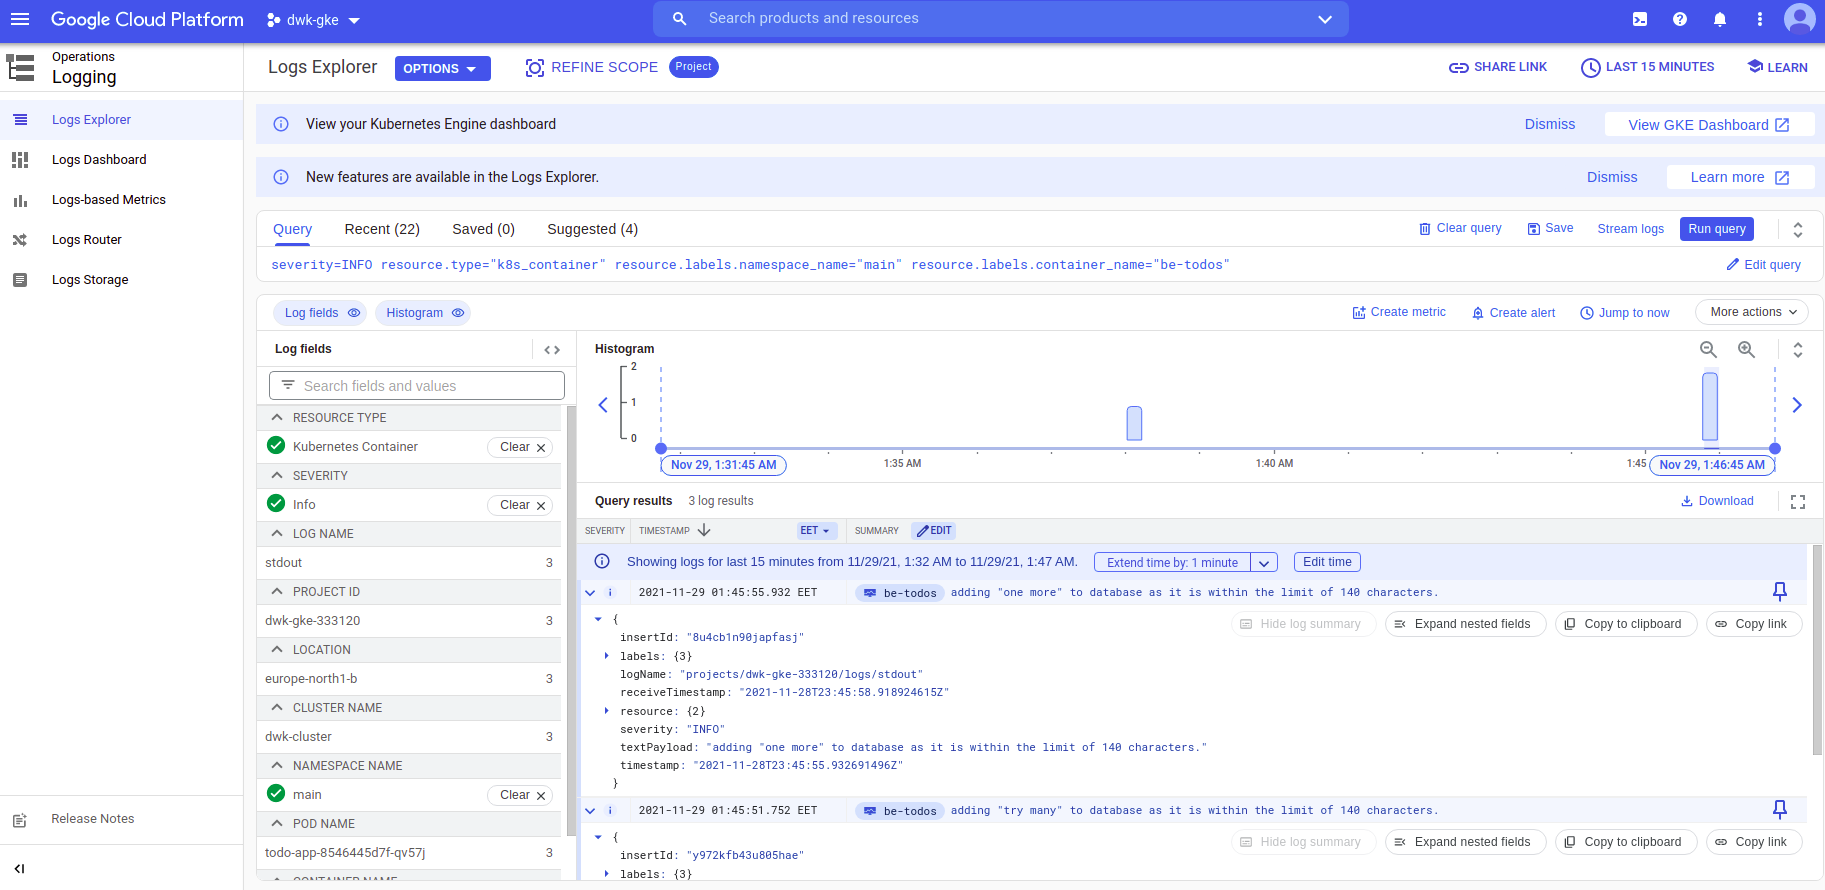 Google Cloud Platform
dwk-gke
Search products and resources
Operations
Logging
Logs Explorer
OPTIONS
REFINE SCOPE
Project
SHARE LINK
LAST 15 MINUTES
LEARN
Logs Explorer
Logs Dashboard
Logs-based Metrics
Logs Router
Logs Storage
Release Notes
View your Kubernetes Engine dashboard
Dismiss
View GKE Dashboard
New features are available in the Logs Explorer.
Dismiss
Learn more
Query
Recent (22)
Saved (0)
Suggested (4)
Clear query
Save
Stream logs
Run query
severity=INFO resource.type="k8s_container" resource.labels.namespace_name="main" resource.labels.container_name="be-todos"
Edit query
Log fields
Histogram
Create metric
Create alert
Jump to now
More actions
Log fields
Search fields and values
RESOURCE TYPE
Kubernetes Container
Clear
SEVERITY
Info
Clear
LOG NAME
stdout 3
PROJECT ID
dwk-gke-333120 3
LOCATION
europe-north1-b 3
CLUSTER NAME
dwk-cluster 3
NAMESPACE NAME
main
Clear
POD NAME
todo-app-8546445d7f-qv57j 3
CONTAINER NAME
Histogram
2
1
0
1:35 AM
1:40 AM
1:45
Nov 29, 1:31:45 AM
Nov 29, 1:46:45 AM
Query results
3 log results
Download
SEVERITY
TIMESTAMP
EET
SUMMARY
EDIT
Showing logs for last 15 minutes from 11/29/21, 1:32 AM to 11/29/21, 1:47 AM.
Extend time by: 1 minute
Edit time
2021-11-29 01:45:55.932 EET
be-todos
adding "one more" to database as it is within the limit of 140 characters.
Hide log summary
Expand nested fields
Copy to clipboard
Copy link
{
insertId: "8u4cb1n90japfasj"
labels: {3}
logName: "projects/dwk-gke-333120/logs/stdout"
receiveTimestamp: "2021-11-28T23:45:58.918924615Z"
resource: {2}
severity: "INFO"
textPayload: "adding "one more" to database as it is within the limit of 140 characters."
timestamp: "2021-11-28T23:45:55.932691496Z"
}
2021-11-29 01:45:51.752 EET
be-todos
adding "try many" to database as it is within the limit of 140 characters.
Hide log summary
Expand nested fields
Copy to clipboard
Copy link
{
insertId: "y972kfb43u805hae"
labels: {3}